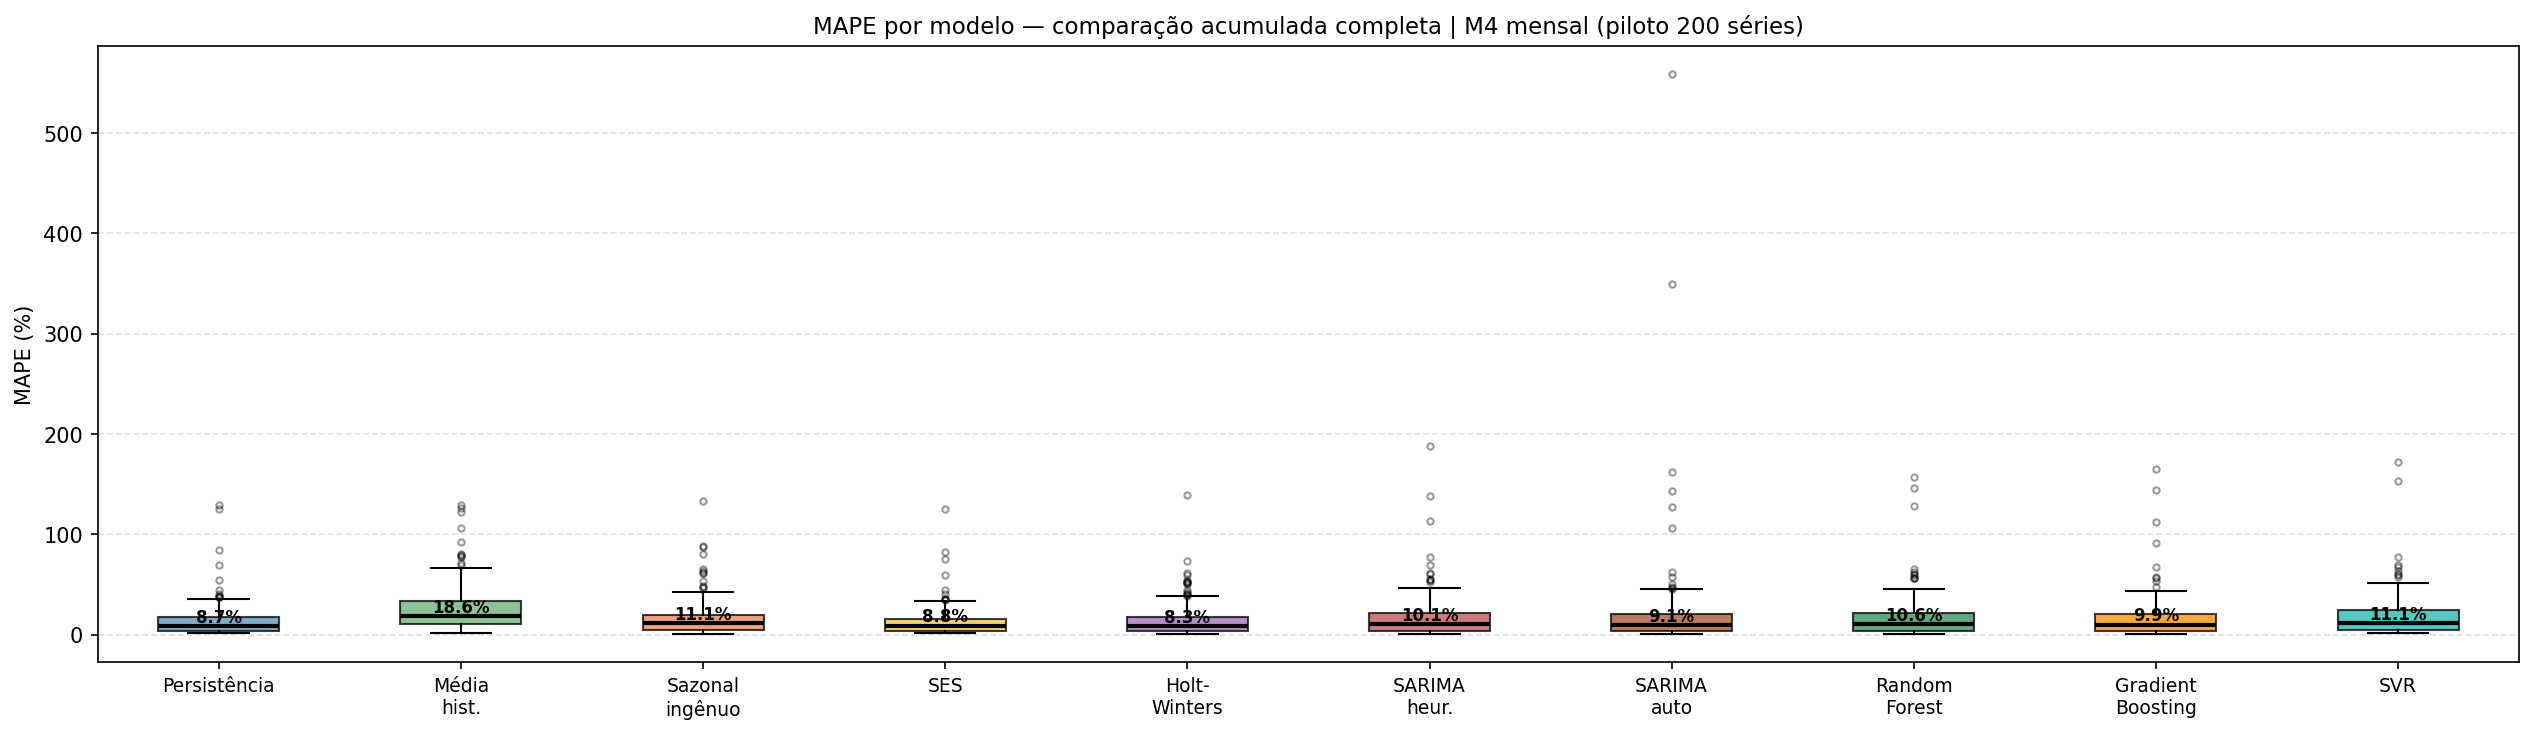 MAPE por modelo — comparação acumulada completa | M4 mensal (piloto 200 séries)
MAPE (%)
500
400
300
200
100
0
8.7%
18.6%
11.1%
8.8%
8.3%
10.1%
9.1%
10.6%
9.9%
11.1%
Persistência
Média
hist.
Sazonal
ingênuo
SES
Holt-
Winters
SARIMA
heur.
SARIMA
auto
Random
Forest
Gradient
Boosting
SVR